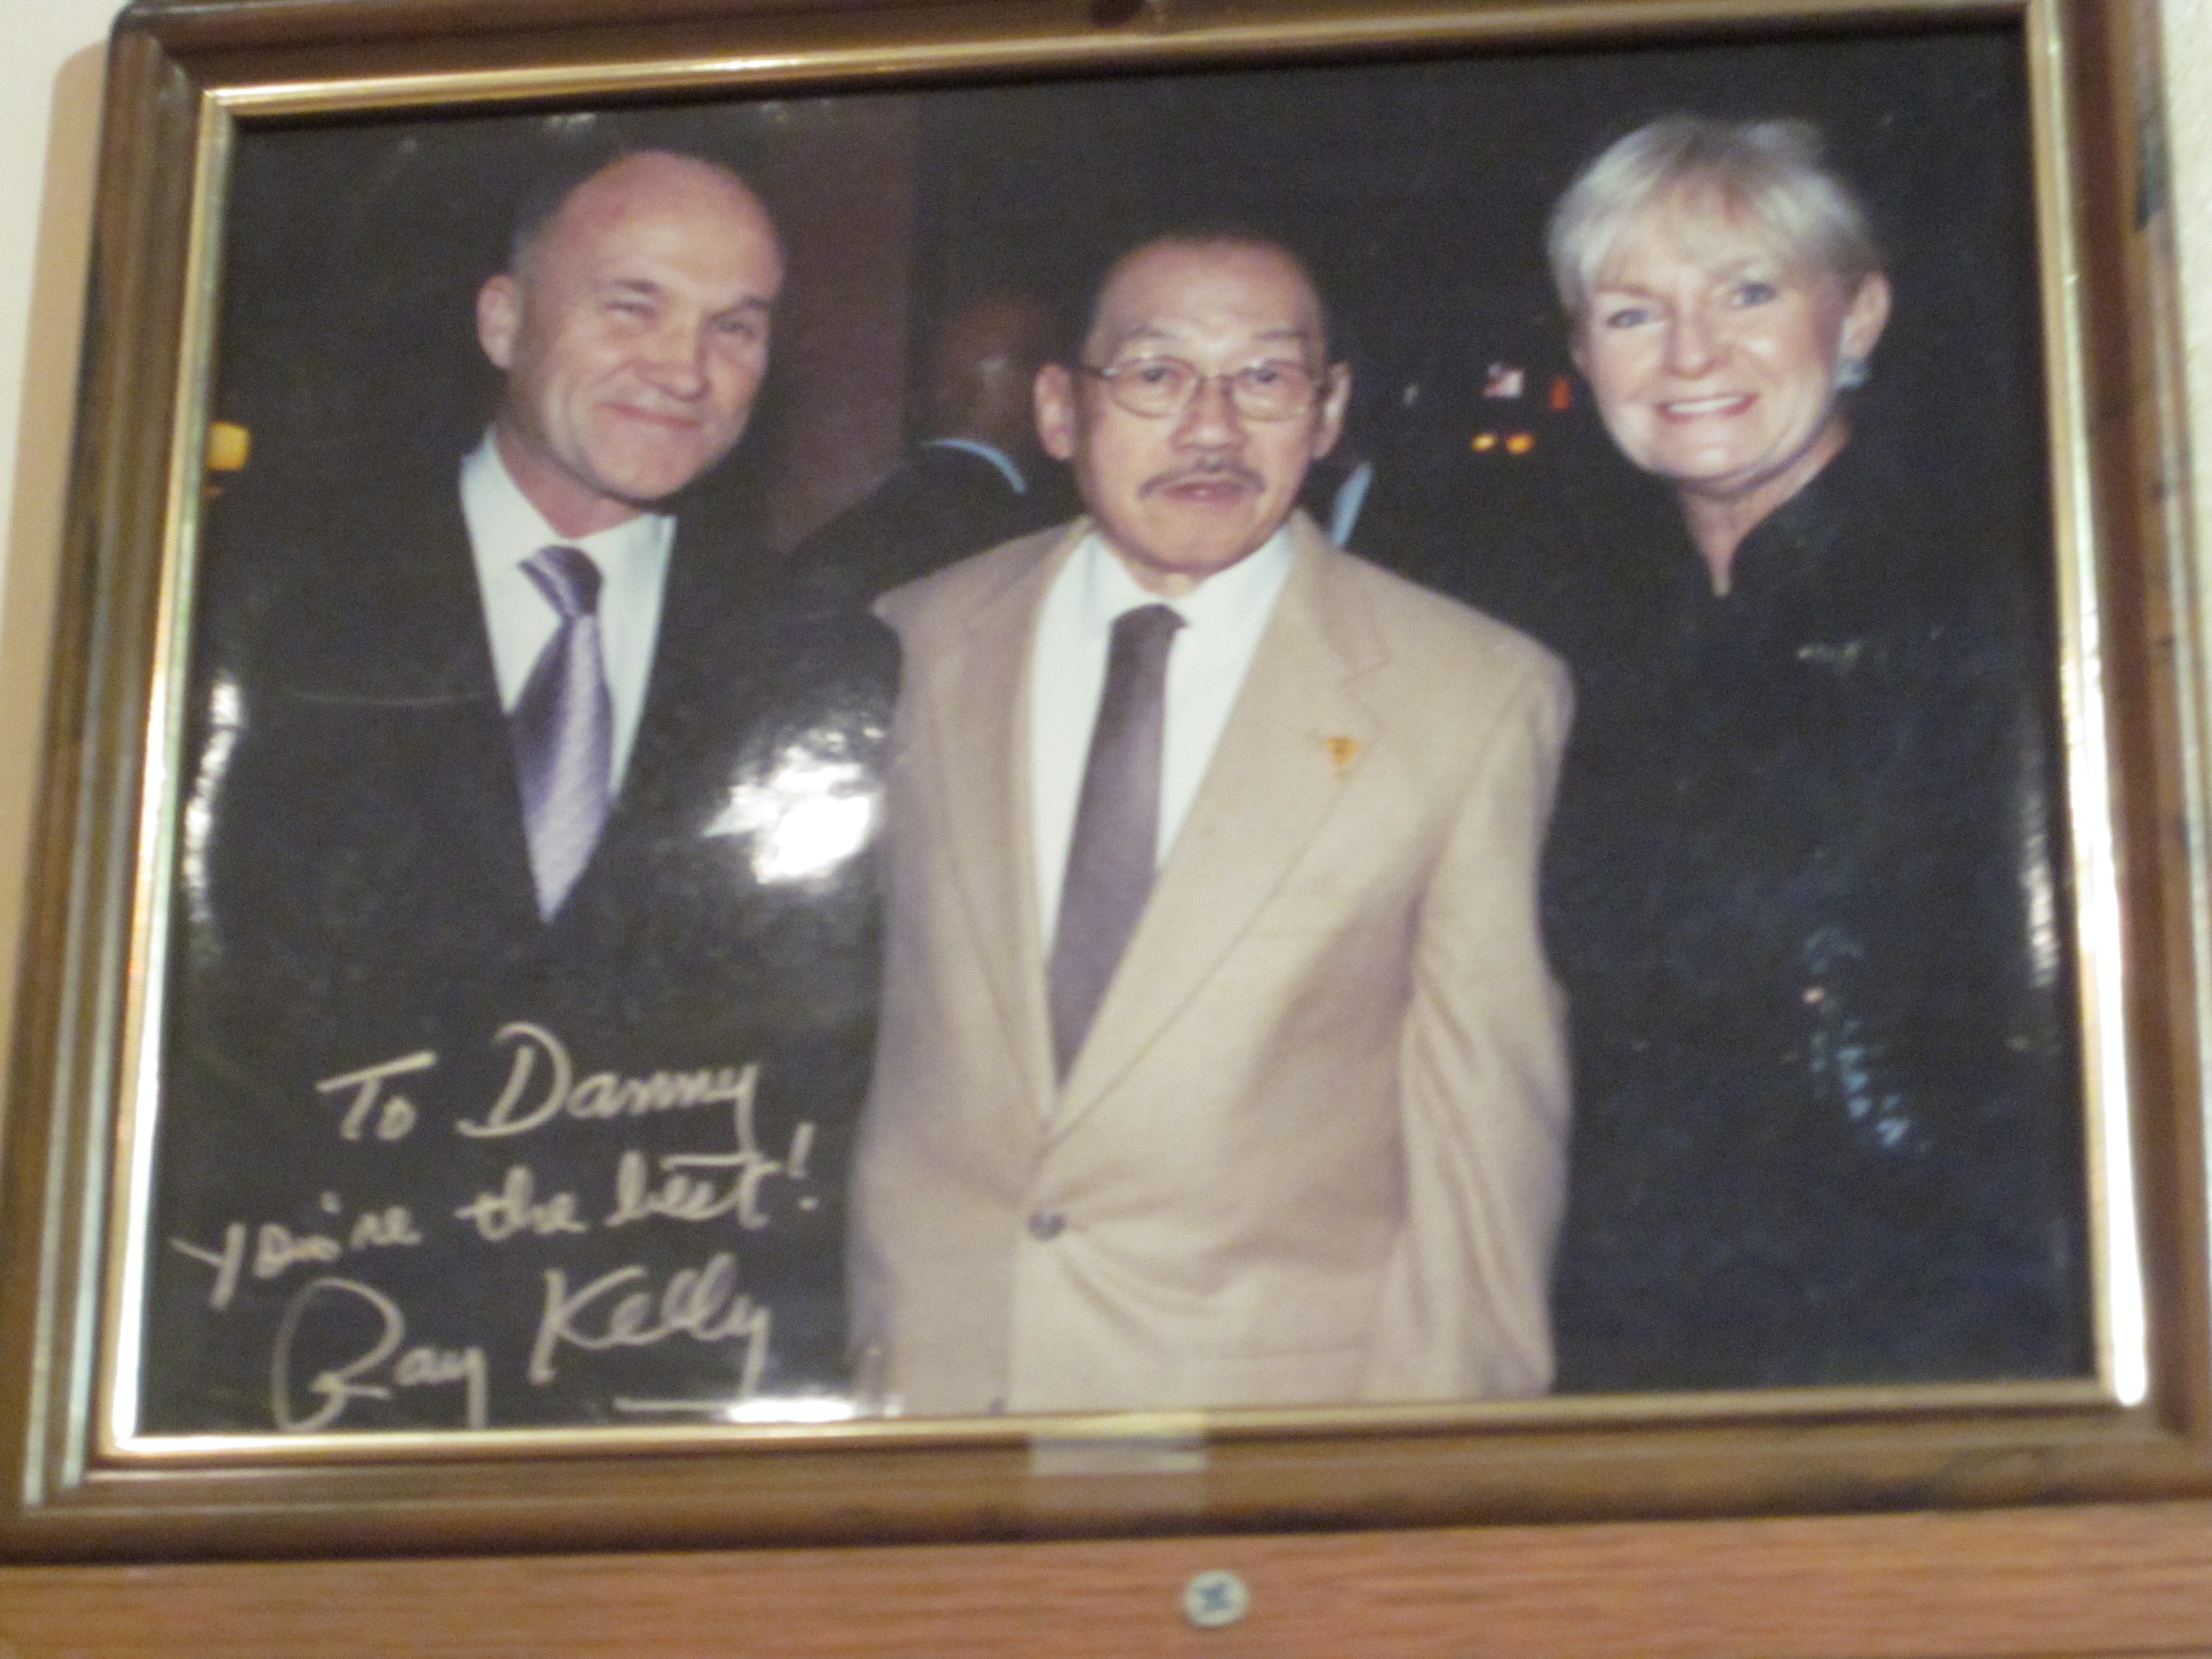 To Danny
you're the best!
Ray Kelly